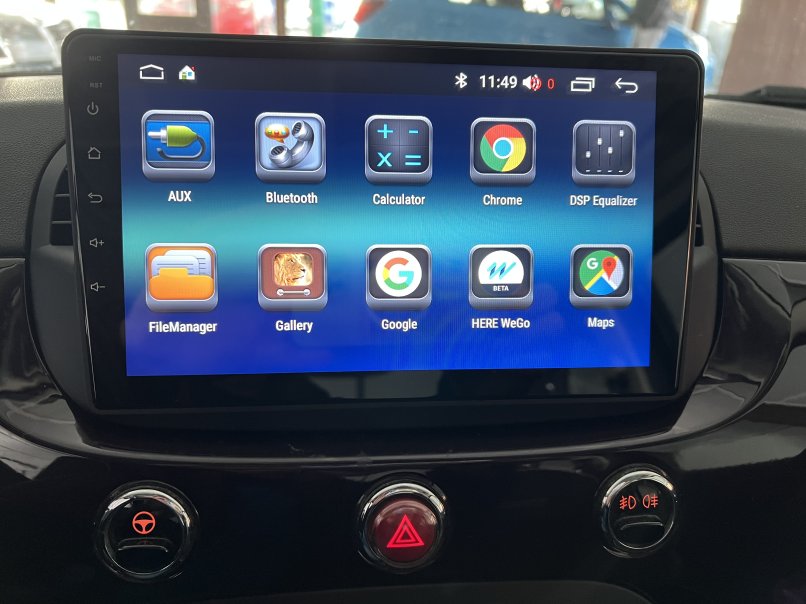 MIC
RST
11:49 0
AUX
Bluetooth
Calculator
Chrome
DSP Equalizer
G
BETA
G
FileManager
Gallery
Google
HERE WeGo
Maps